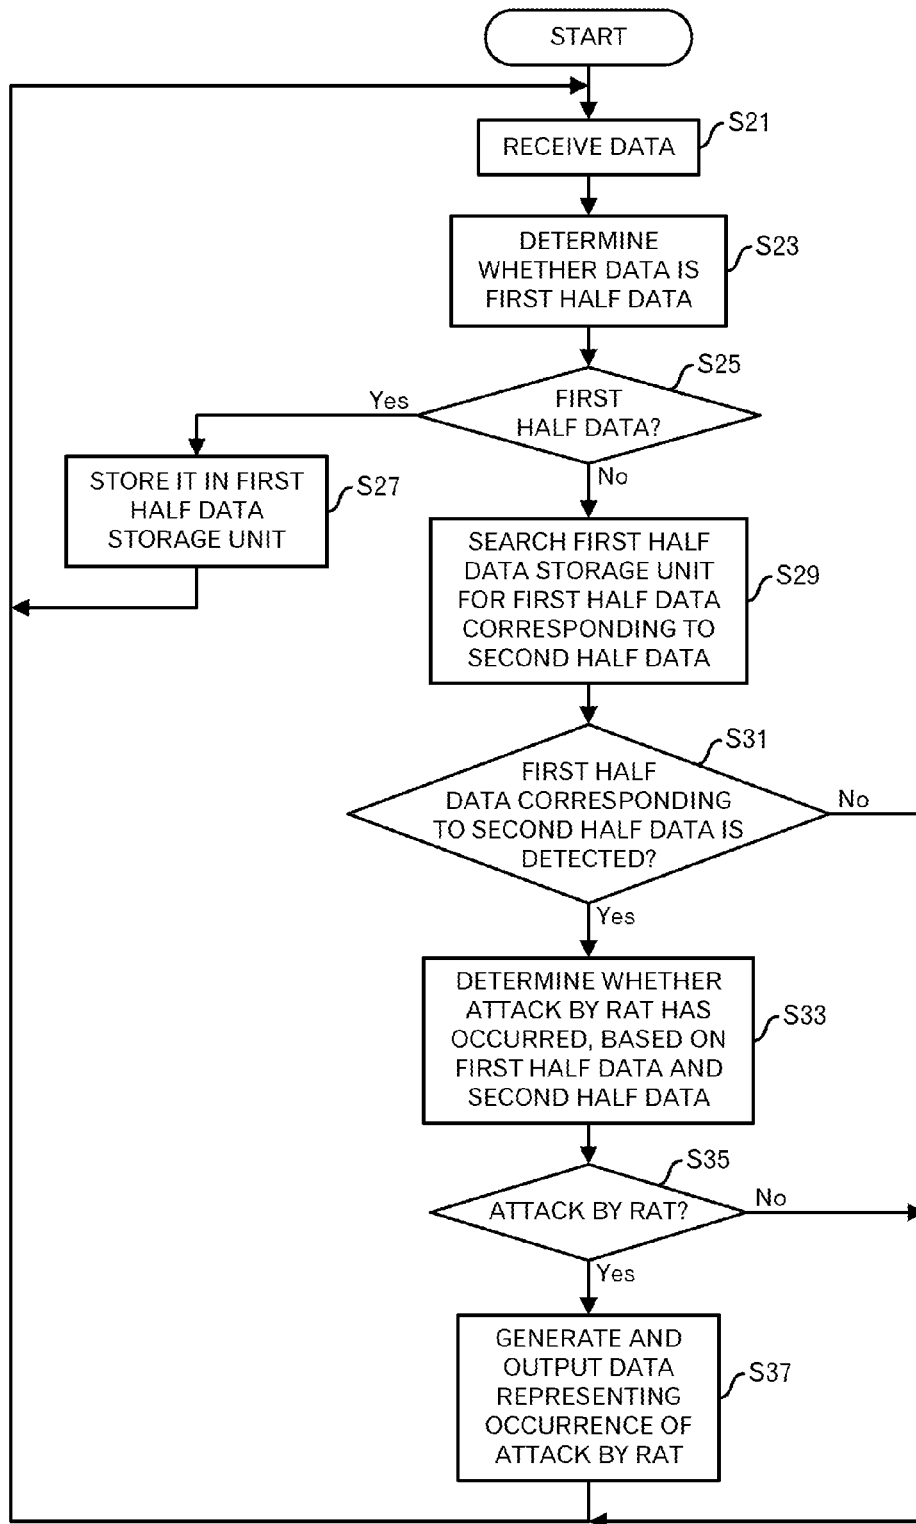 START
RECEIVE DATA
S21
DETERMINE
WHETHER DATA IS
FIRST HALF DATA
S23
FIRST
HALF DATA?
S25
Yes
No
STORE IT IN FIRST
HALF DATA
STORAGE UNIT
S27
SEARCH FIRST HALF
DATA STORAGE UNIT
FOR FIRST HALF DATA
CORRESPONDING TO
SECOND HALF DATA
S29
FIRST HALF
DATA CORRESPONDING
TO SECOND HALF DATA IS
DETECTED?
S31
No
Yes
DETERMINE WHETHER
ATTACK BY RAT HAS
OCCURRED, BASED ON
FIRST HALF DATA AND
SECOND HALF DATA
S33
ATTACK BY RAT?
S35
No
Yes
GENERATE AND
OUTPUT DATA
REPRESENTING
OCCURRENCE OF
ATTACK BY RAT
S37